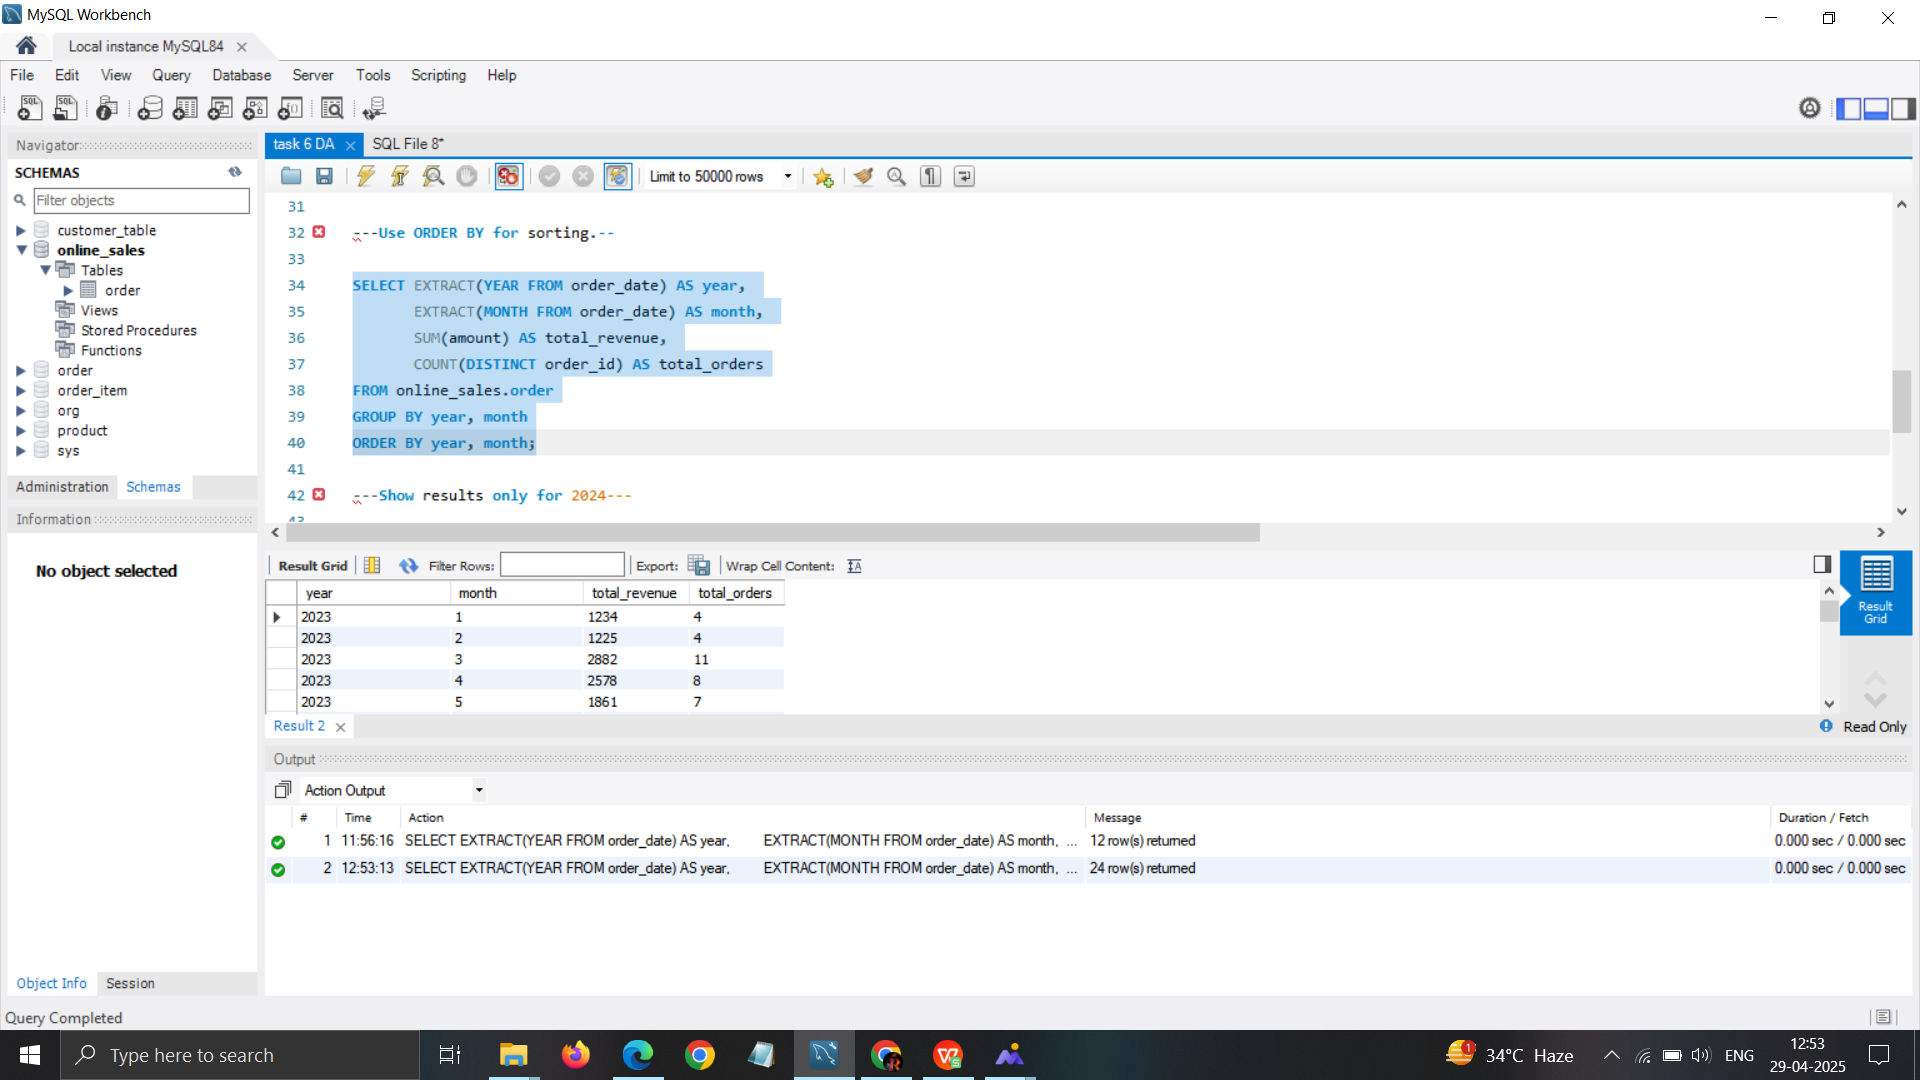 MySQL Workbench
Local instance MySQL84
File Edit View Query Database Server Tools Scripting Help
Navigator
SCHEMAS
Filter objects
customer_table
online_sales
Tables
order
Views
Stored Procedures
Functions
order
order_item
org
product
sys
Administration Schemas
Information
No object selected
Object Info Session
task 6 DA SQL File 8*
Limit to 50000 rows
31
32 ---Use ORDER BY for sorting.--
33
34 SELECT EXTRACT(YEAR FROM order_date) AS year,
35 EXTRACT(MONTH FROM order_date) AS month,
36 SUM(amount) AS total_revenue,
37 COUNT(DISTINCT order_id) AS total_orders
38 FROM online_sales.order
39 GROUP BY year, month
40 ORDER BY year, month;
41
42 ---Show results only for 2024---
43
Result Grid Filter Rows: Export: Wrap Cell Content:
year month total_revenue total_orders
2023 1 1234 4
2023 2 1225 4
2023 3 2882 11
2023 4 2578 8
2023 5 1861 7
Result Grid
Result 2 Read Only
Output
Action Output
# Time Action Message Duration / Fetch
1 11:56:16 SELECT EXTRACT(YEAR FROM order_date) AS year, EXTRACT(MONTH FROM order_date) AS month, ... 12 row(s) returned 0.000 sec / 0.000 sec
2 12:53:13 SELECT EXTRACT(YEAR FROM order_date) AS year, EXTRACT(MONTH FROM order_date) AS month, ... 24 row(s) returned 0.000 sec / 0.000 sec
Query Completed
Type here to search
1 34°C Haze ENG 12:53
29-04-2025